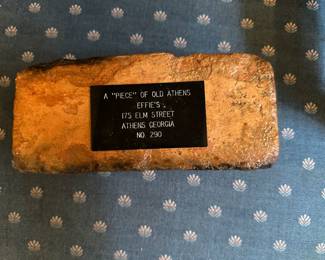 A "PIECE" OF OLD ATHENS
EFFIE'S
175 ELM STREET
ATHENS GEORGIA
NO. 290